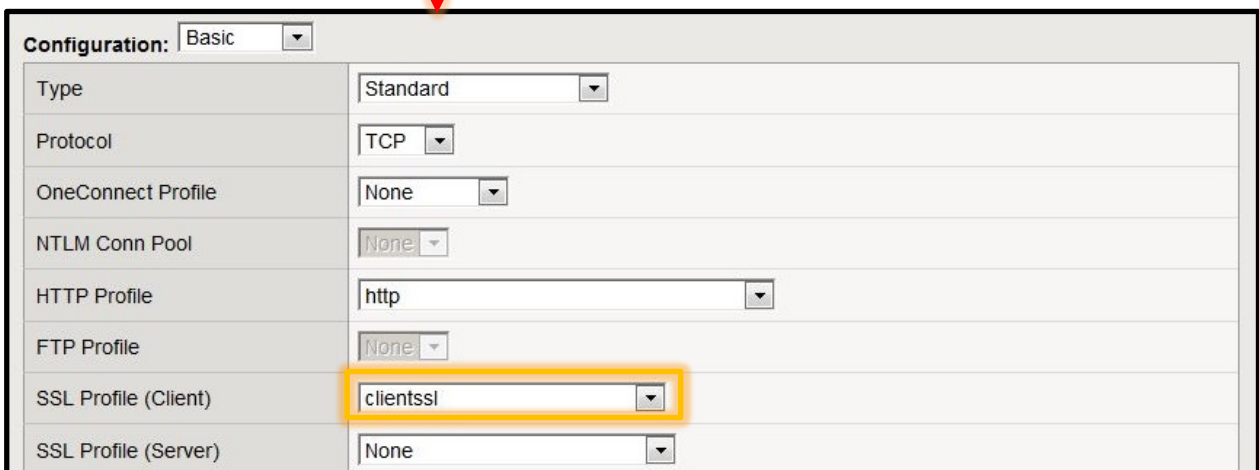 Configuration: Basic
Type Standard
Protocol TCP
OneConnect Profile None
NTLM Conn Pool None
HTTP Profile http
FTP Profile None
SSL Profile (Client) clientssl
SSL Profile (Server) None